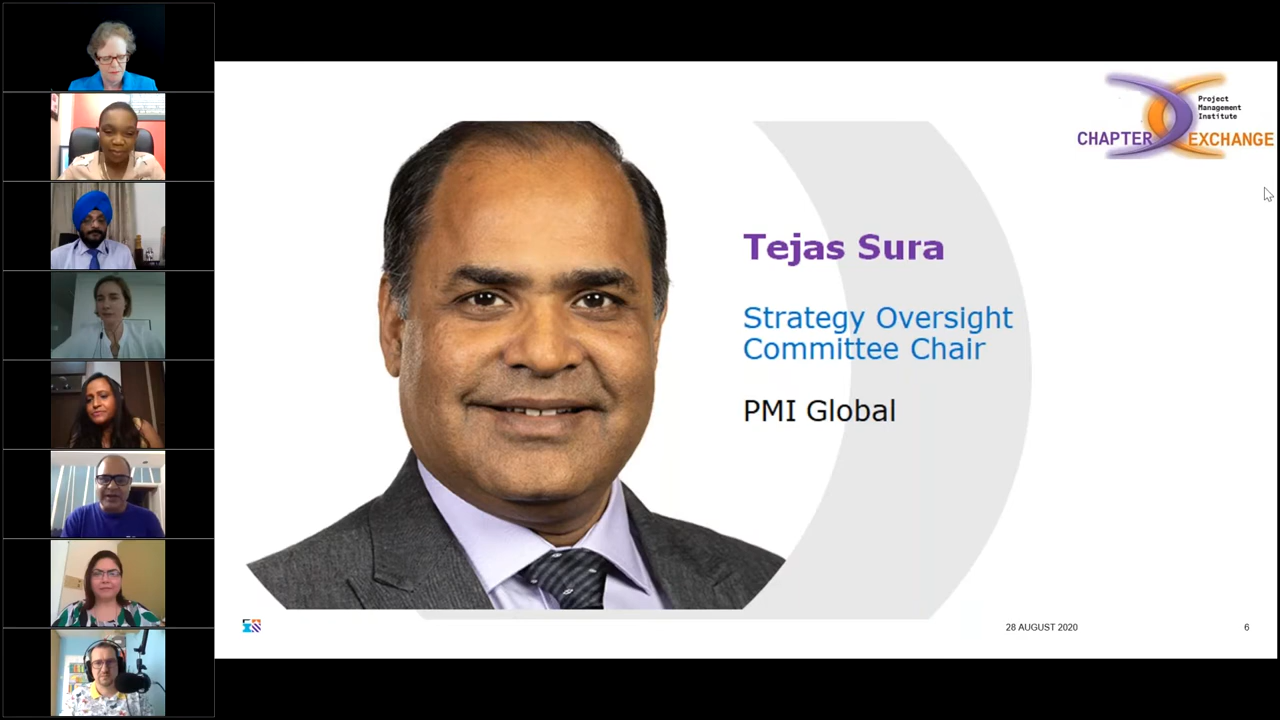 Project
Management
Institute
CHAPTER EXCHANGE
Tejas Sura
Strategy Oversight
Committee Chair
PMI Global
28 AUGUST 2020
6